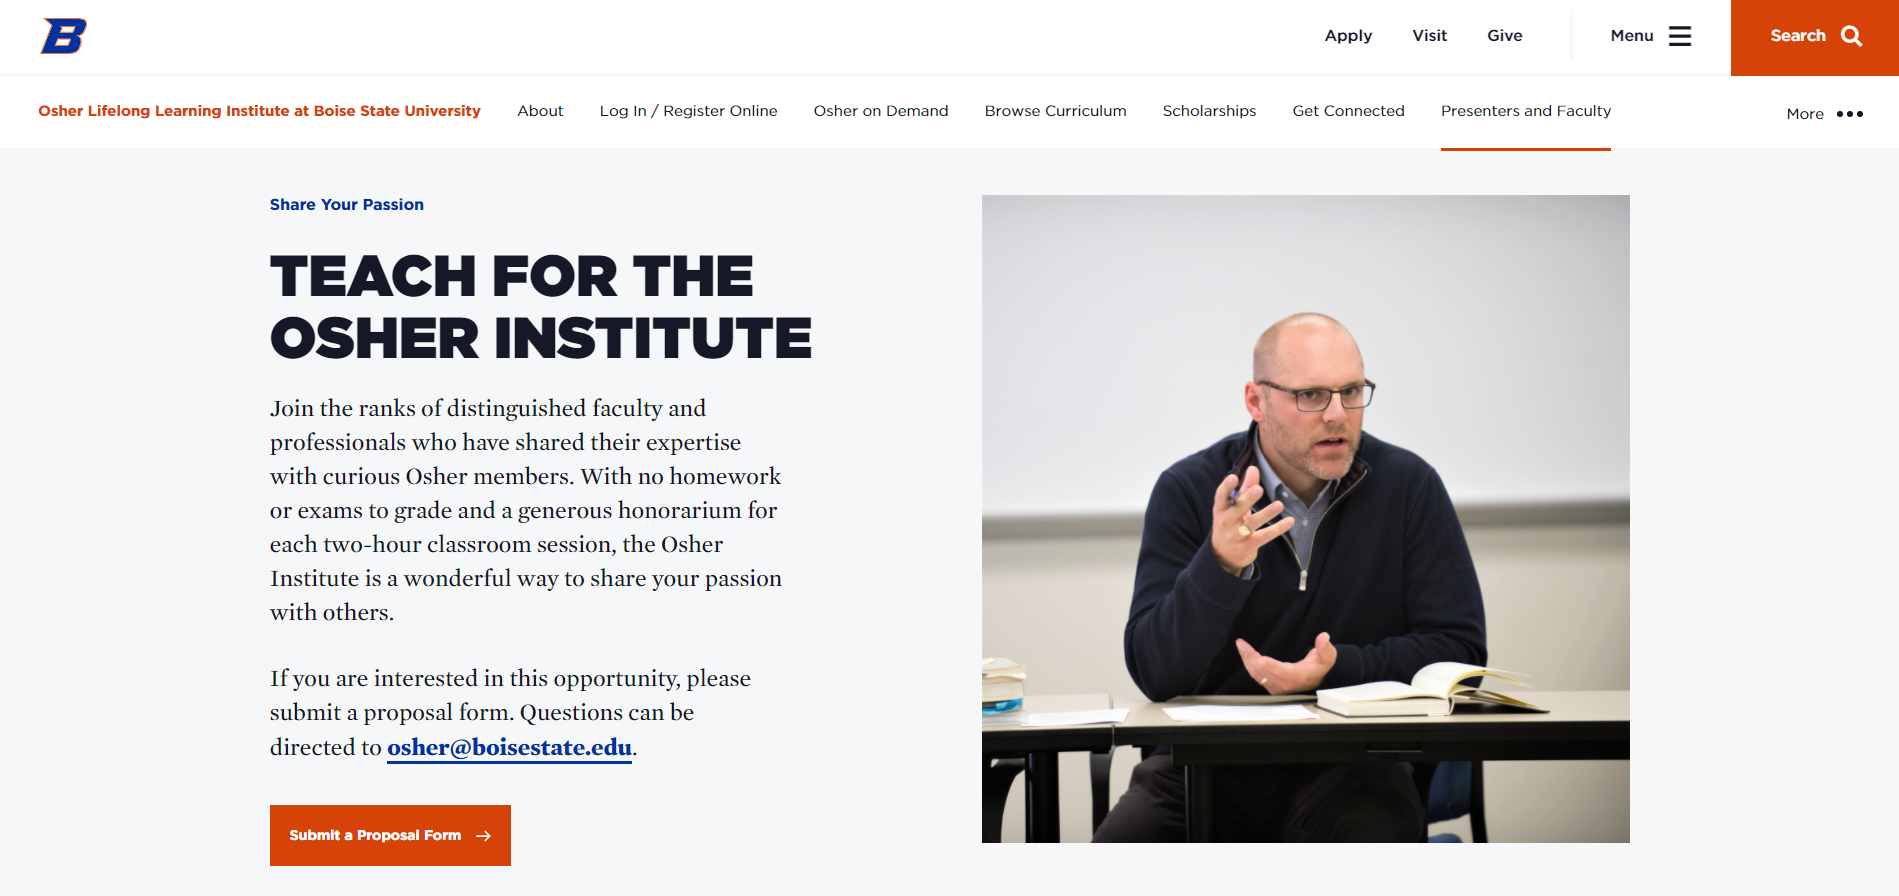 B
Apply Visit Give Menu Search
Osher Lifelong Learning Institute at Boise State University About Log In / Register Online Osher on Demand Browse Curriculum Scholarships Get Connected Presenters and Faculty More
Share Your Passion
TEACH FOR THE
OSHER INSTITUTE
Join the ranks of distinguished faculty and
professionals who have shared their expertise
with curious Osher members. With no homework
or exams to grade and a generous honorarium for
each two-hour classroom session, the Osher
Institute is a wonderful way to share your passion
with others.
If you are interested in this opportunity, please
submit a proposal form. Questions can be
directed to osher@boisestate.edu.
Submit a Proposal Form →